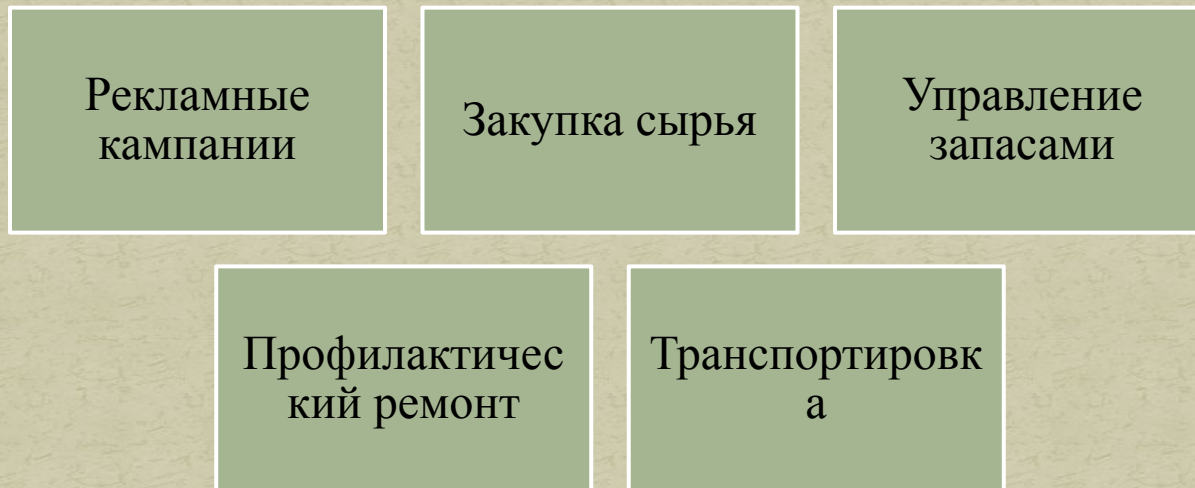 Рекламные
кампании
Закупка сырья
Управление
запасами
Профилактичес
кий ремонт
Транспортировк
а